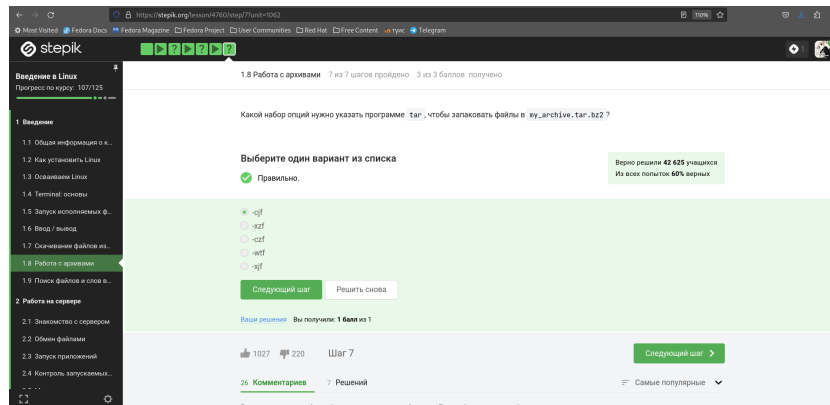 https://stepik.org/lesson/4760/step/7?unit=1062
110%
Most Visited Fedora Docs Fedora Magazine Fedora Project User Communities Red Hat Free Content туис Telegram
stepik
1
Введение в Linux
Прогресс по курсу: 107/125
1 Введение
1.1 Общая информация о к...
1.2 Как установить Linux
1.3 Осваиваем Linux
1.4 Terminal: основы
1.5 Запуск исполняемых ф...
1.6 Ввод / вывод
1.7 Скачивание файлов из...
1.8 Работа с архивами
1.9 Поиск файлов и слов в...
2 Работа на сервере
2.1 Знакомство с сервером
2.2 Обмен файлами
2.3 Запуск приложений
2.4 Контроль запускаемых...
1.8 Работа с архивами 7 из 7 шагов пройдено 3 из 3 баллов получено
Какой набор опций нужно указать программе tar, чтобы запаковать файлы в my_archive.tar.bz2 ?
Выберите один вариант из списка
Правильно.
Верно решили 42 625 учащихся
Из всех попыток 60% верных
-cjf
-xzf
-czf
-wtf
-xjf
Следующий шаг Решить снова
Ваши решения Вы получили: 1 балл из 1
1027 220 Шаг 7 Следующий шаг
26 Комментариев 7 Решений Самые популярные